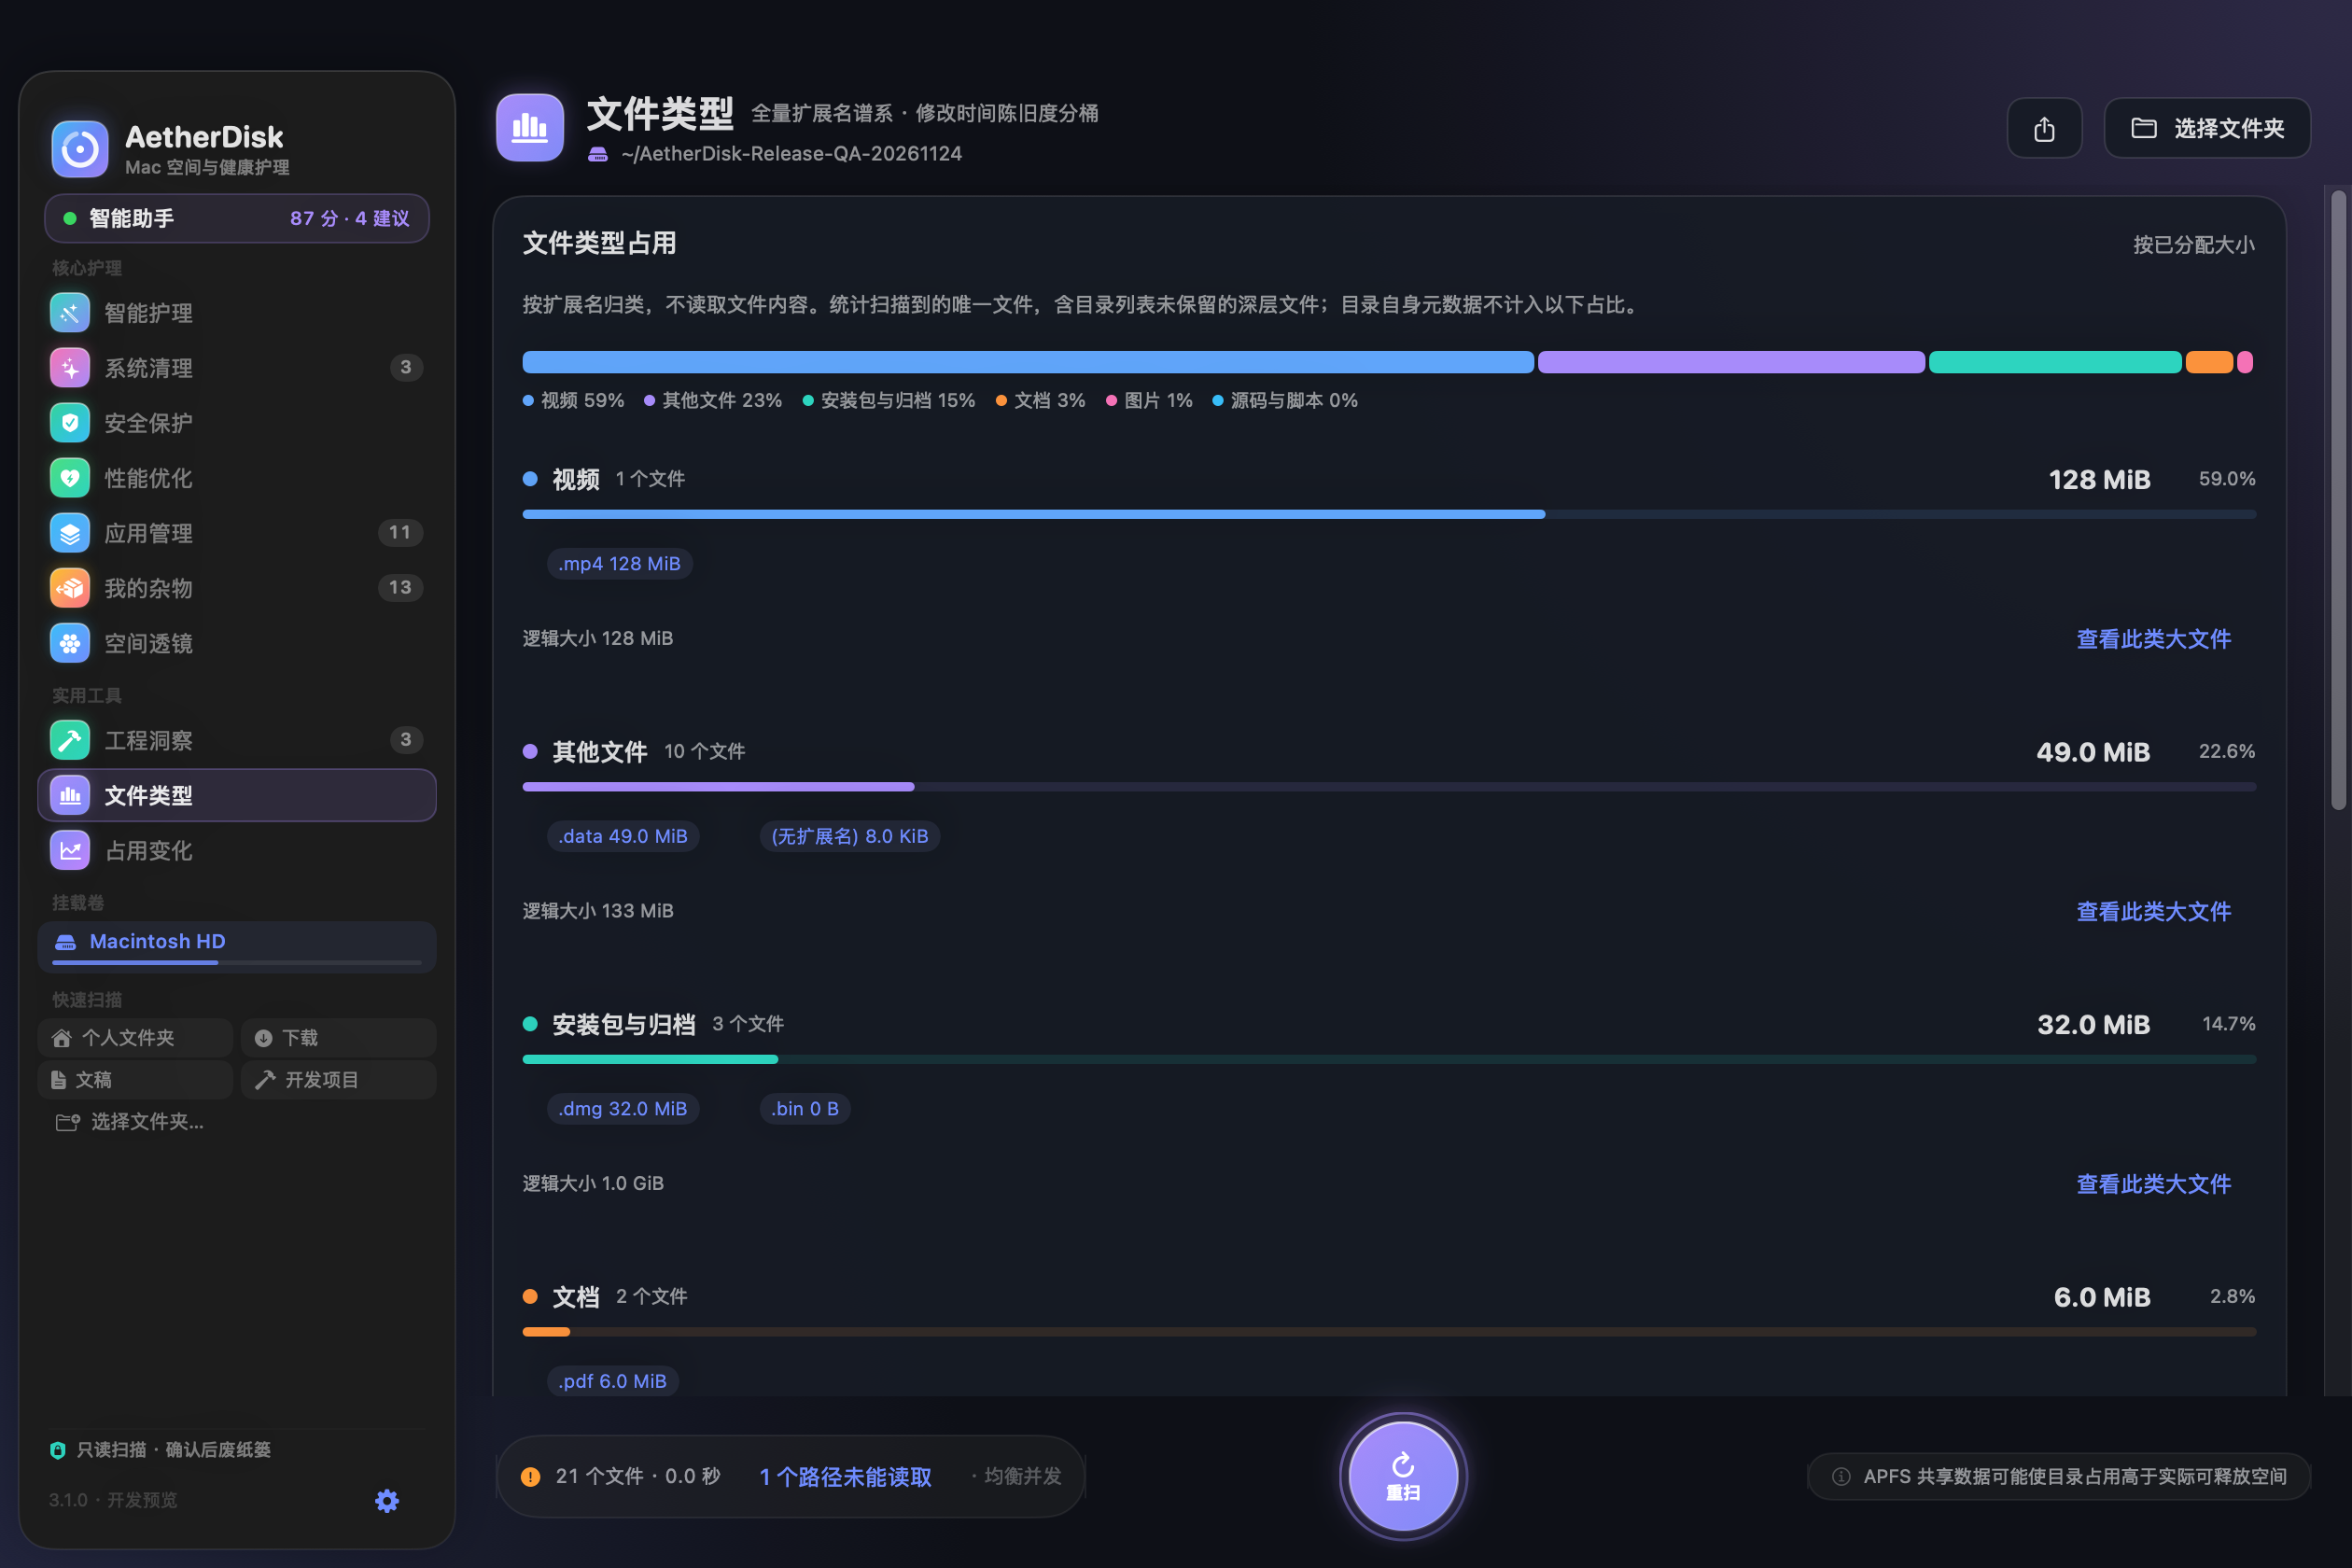 AetherDisk
Mac 空间与健康护理
智能助手 87 分 · 4 建议
核心护理
智能护理
系统清理 3
安全保护
性能优化
应用管理 11
我的杂物 13
空间透镜
实用工具
工程洞察 3
文件类型
占用变化
挂载卷
Macintosh HD
快速扫描
个人文件夹 下载
文稿 开发项目
选择文件夹...
只读扫描 · 确认后废纸篓
3.1.0 · 开发预览
文件类型 全量扩展名谱系 · 修改时间陈旧度分桶
~/AetherDisk-Release-QA-20261124
选择文件夹
文件类型占用 按已分配大小
按扩展名归类，不读取文件内容。统计扫描到的唯一文件，含目录列表未保留的深层文件；目录自身元数据不计入以下占比。
视频 59% 其他文件 23% 安装包与归档 15% 文档 3% 图片 1% 源码与脚本 0%
视频 1 个文件 128 MiB 59.0%
.mp4 128 MiB
逻辑大小 128 MiB 查看此类大文件
其他文件 10 个文件 49.0 MiB 22.6%
.data 49.0 MiB (无扩展名) 8.0 KiB
逻辑大小 133 MiB 查看此类大文件
安装包与归档 3 个文件 32.0 MiB 14.7%
.dmg 32.0 MiB .bin 0 B
逻辑大小 1.0 GiB 查看此类大文件
文档 2 个文件 6.0 MiB 2.8%
.pdf 6.0 MiB
21 个文件 · 0.0 秒 1 个路径未能读取 · 均衡并发
重扫
APFS 共享数据可能使目录占用高于实际可释放空间